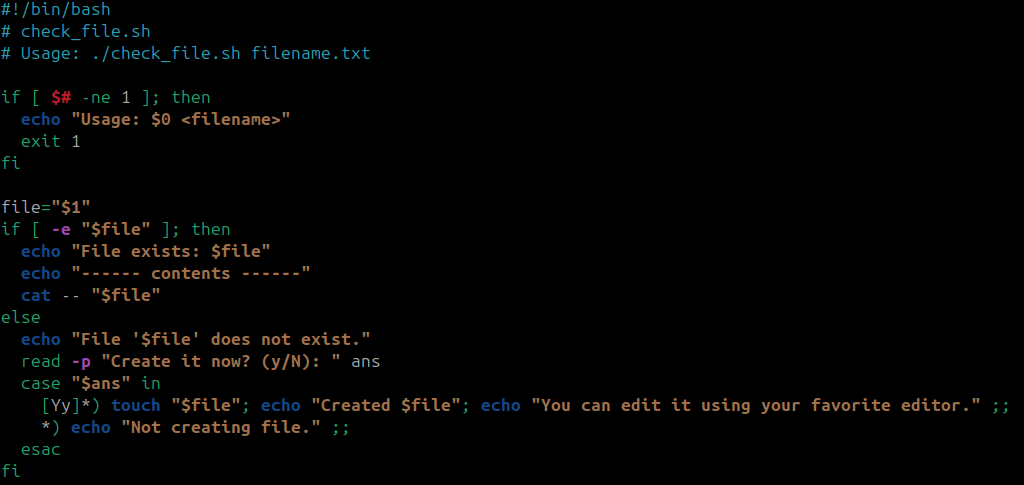 #!/bin/bash
# check_file.sh
# Usage: ./check_file.sh filename.txt

if [ $# -ne 1 ]; then
  echo "Usage: $0 <filename>"
  exit 1
fi

file="$1"
if [ -e "$file" ]; then
  echo "File exists: $file"
  echo "------ contents ------"
  cat -- "$file"
else
  echo "File '$file' does not exist."
  read -p "Create it now? (y/N): " ans
  case "$ans" in
    [Yy]*) touch "$file"; echo "Created $file"; echo "You can edit it using your favorite editor." ;;
    *) echo "Not creating file." ;;
  esac
fi